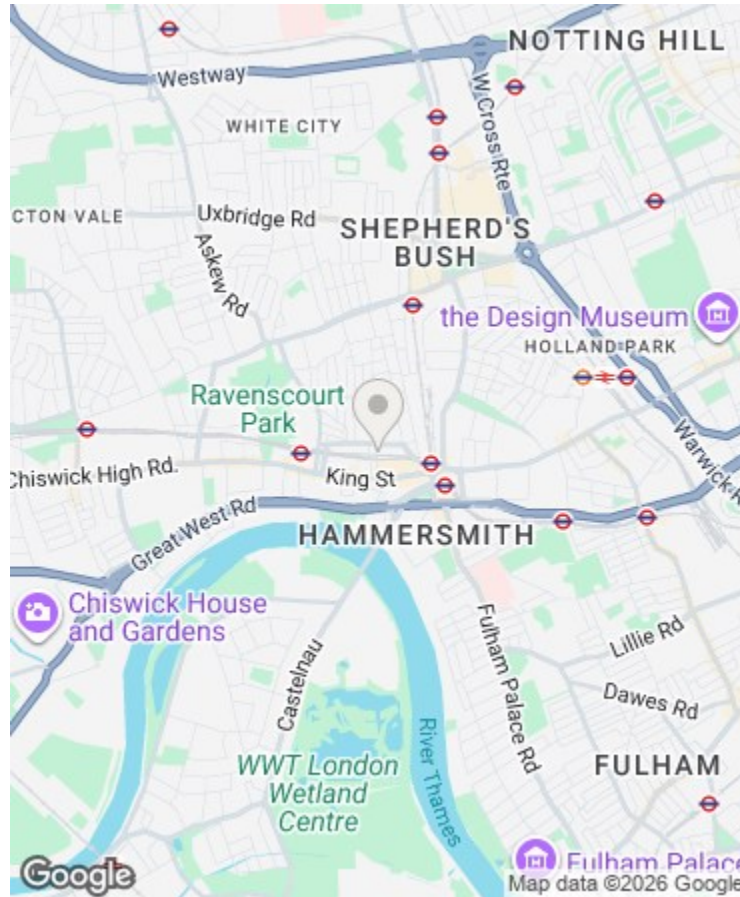 NOTTING HILL
Westway
W Cross Rte
WHITE CITY
CTON VALE
Uxbridge Rd
SHEPHERD'S
BUSH
Askew Rd
the Design Museum
HOLLAND PARK
Ravenscourt
Park
Warwick R
Chiswick High Rd.
King St
Great West Rd
HAMMERSMITH
Chiswick House
and Gardens
Fulham Palace Rd
Lillie Rd
Castelnau
Dawes Rd
River Thames
WWT London
Wetland
Centre
FULHAM
Fulham Palace
Google
Map data ©2026 Google